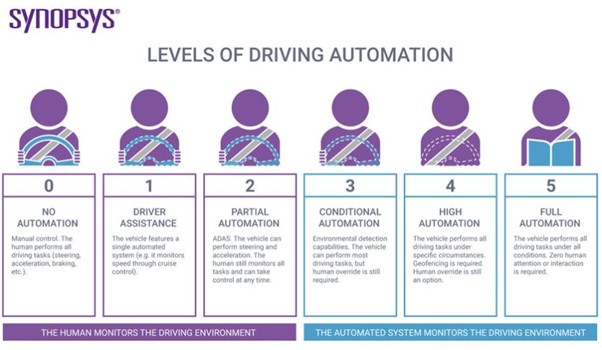 SYNOPSYS®
LEVELS OF DRIVING AUTOMATION
0
NO
AUTOMATION
Manual control. The
human performs all
driving tasks (steering,
acceleration, braking,
etc.).
1
DRIVER
ASSISTANCE
The vehicle features a
single automated
system (e.g. it monitors
speed through cruise
control).
2
PARTIAL
AUTOMATION
ADAS. The vehicle can
perform steering and
acceleration. The
human still monitors all
tasks and can take
control at any time.
3
CONDITIONAL
AUTOMATION
Environmental detection
capabilities. The vehicle
can perform most
driving tasks, but
human override is still
required.
4
HIGH
AUTOMATION
The vehicle performs all
driving tasks under
specific circumstances.
Geofencing is required.
Human override is still
an option.
5
FULL
AUTOMATION
The vehicle performs all
driving tasks under all
conditions. Zero human
attention or interaction
is required.
THE HUMAN MONITORS THE DRIVING ENVIRONMENT
THE AUTOMATED SYSTEM MONITORS THE DRIVING ENVIRONMENT